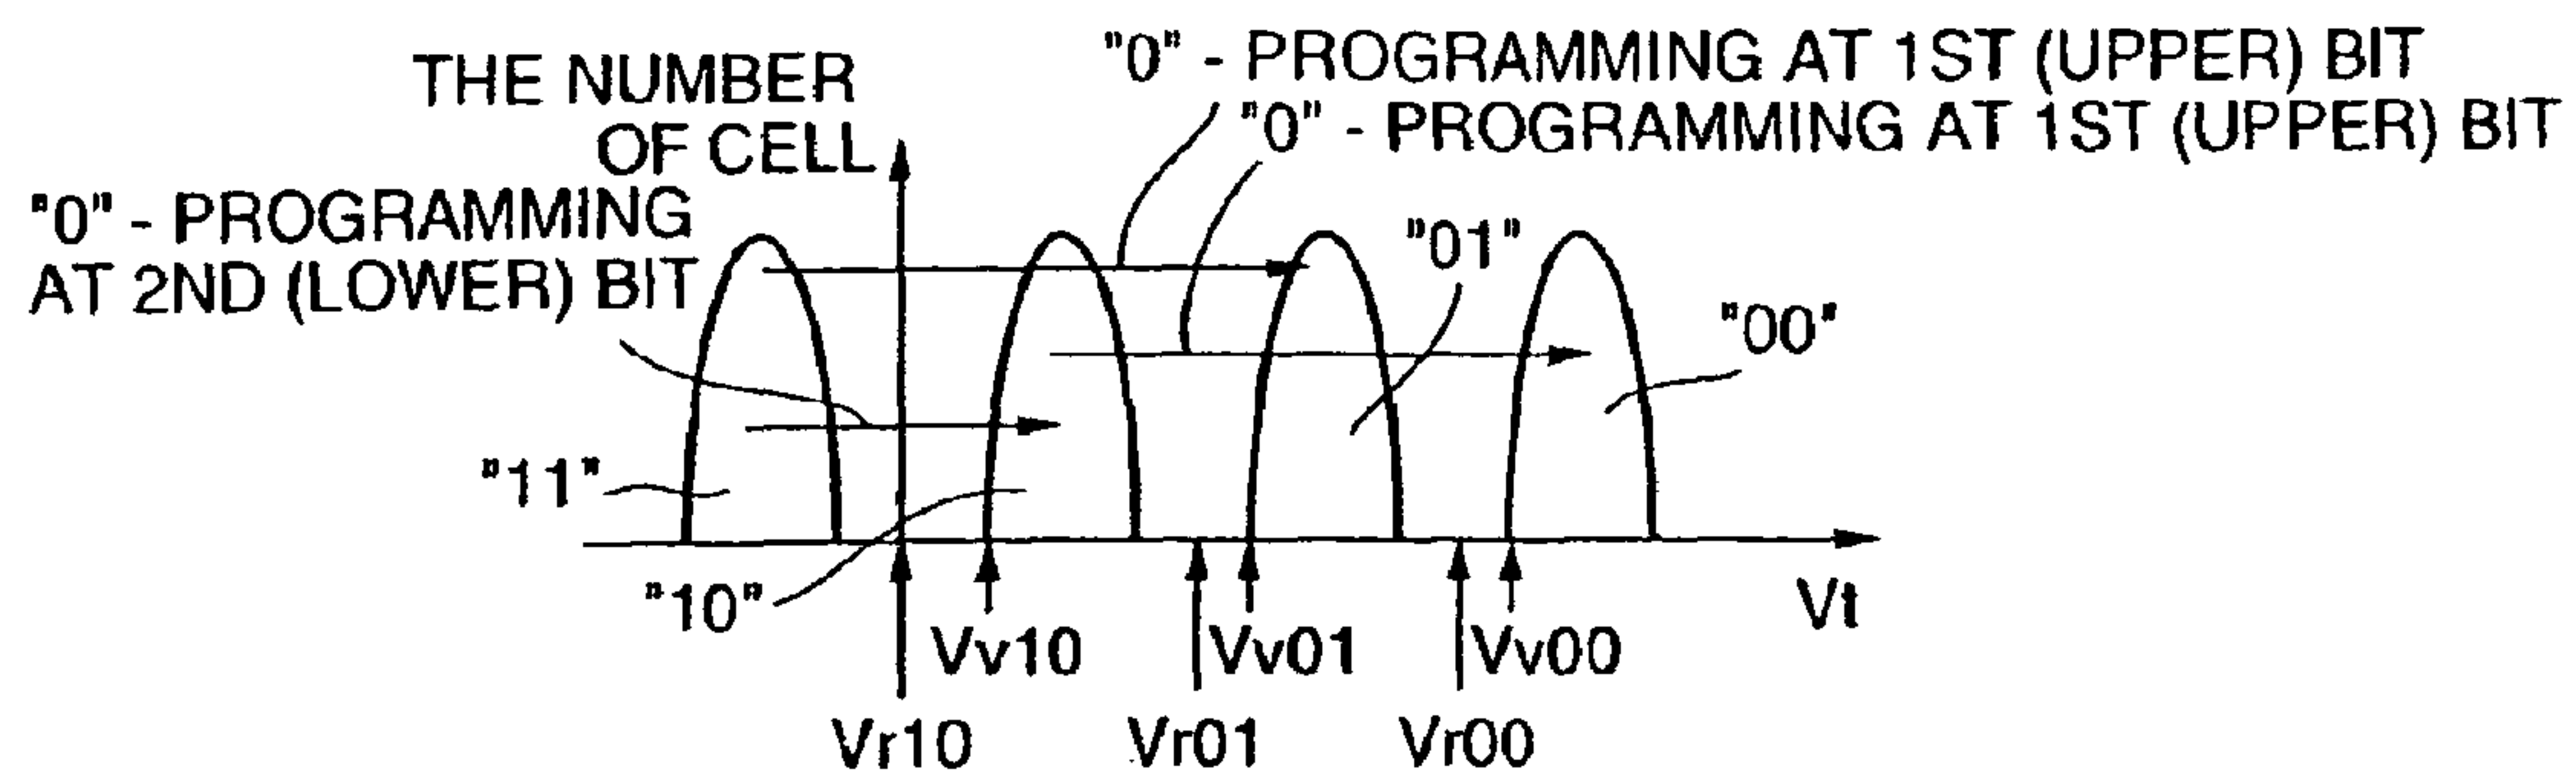 THE NUMBER
OF CELL
"0" - PROGRAMMING AT 1ST (UPPER) BIT
"0" - PROGRAMMING AT 1ST (UPPER) BIT
"0" - PROGRAMMING
AT 2ND (LOWER) BIT
"01"
"00"
"11"
"10"
Vt
Vv10
Vv01
Vv00
Vr10
Vr01
Vr00